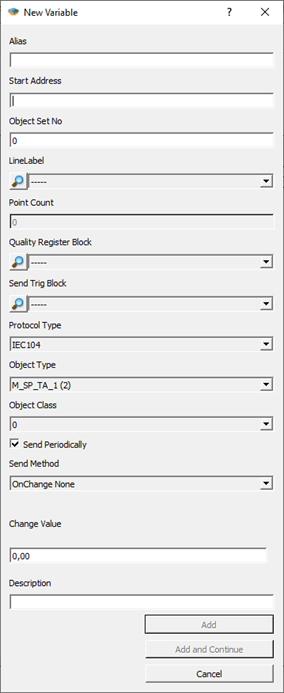 New Variable
?
Alias
Start Address
Object Set No
0
LineLabel
-----
Point Count
0
Quality Register Block
-----
Send Trig Block
-----
Protocol Type
IEC104
Object Type
M_SP_TA_1 (2)
Object Class
0
Send Periodically
Send Method
OnChange None
Change Value
0,00
Description
Add
Add and Continue
Cancel